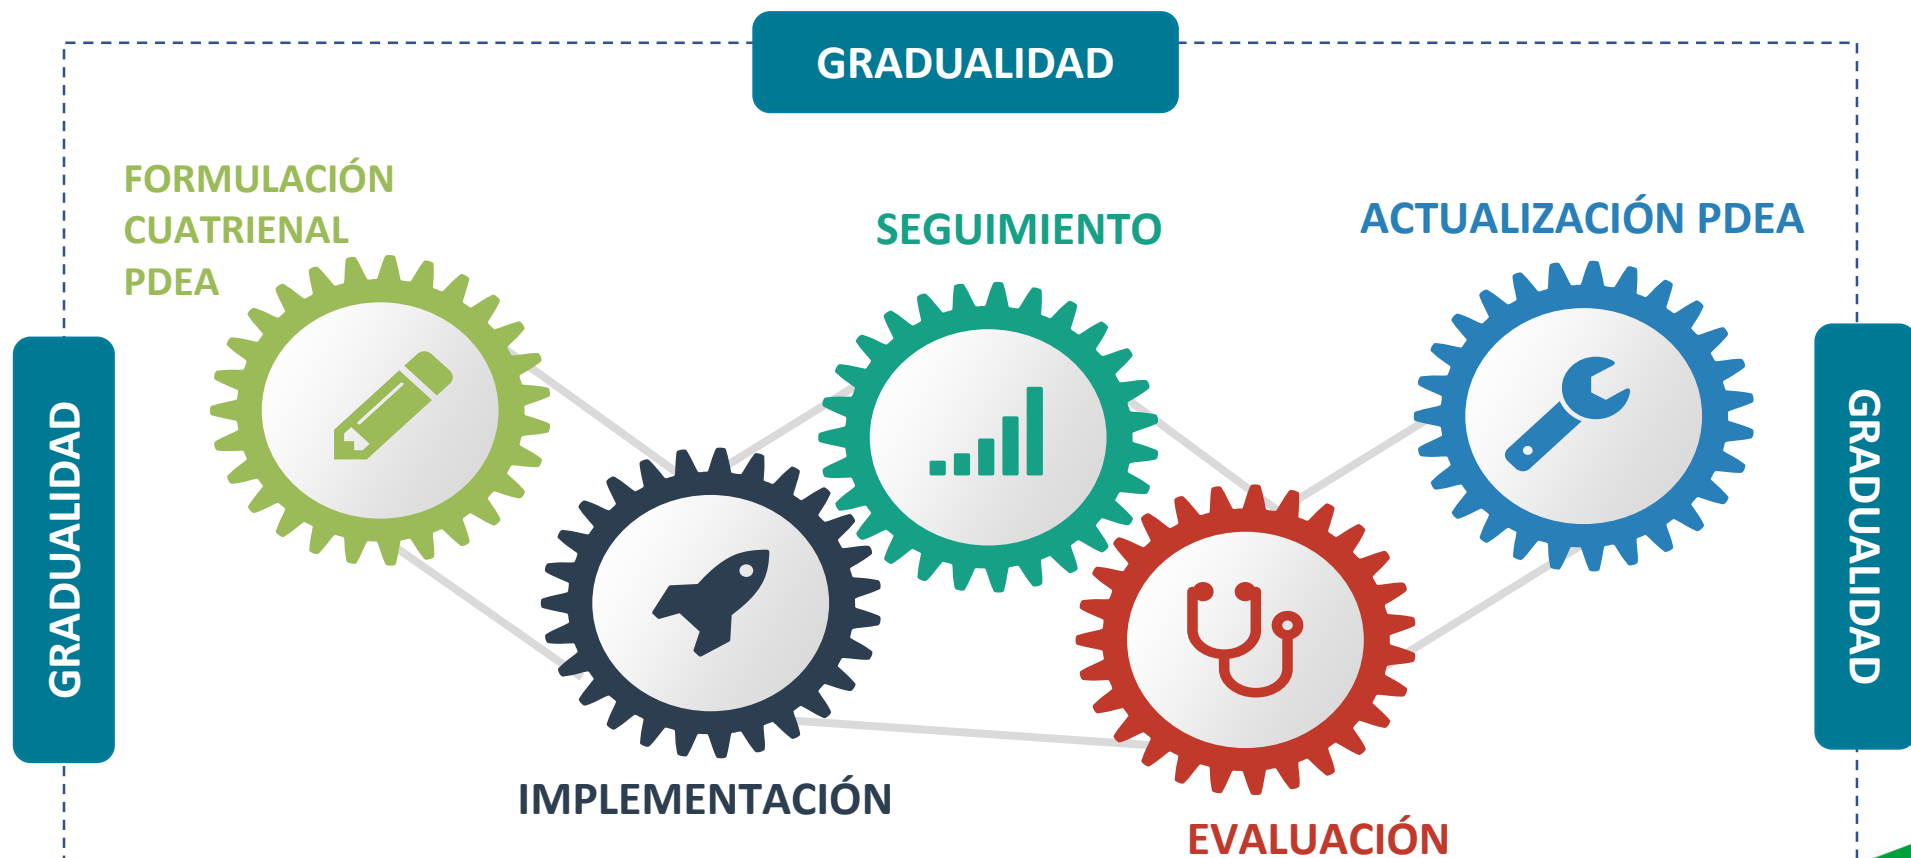 GRADUALIDAD
FORMULACIÓN
CUATRIENAL
PDEA
SEGUIMIENTO
ACTUALIZACIÓN PDEA
GRADUALIDAD
GRADUALIDAD
IMPLEMENTACIÓN
EVALUACIÓN